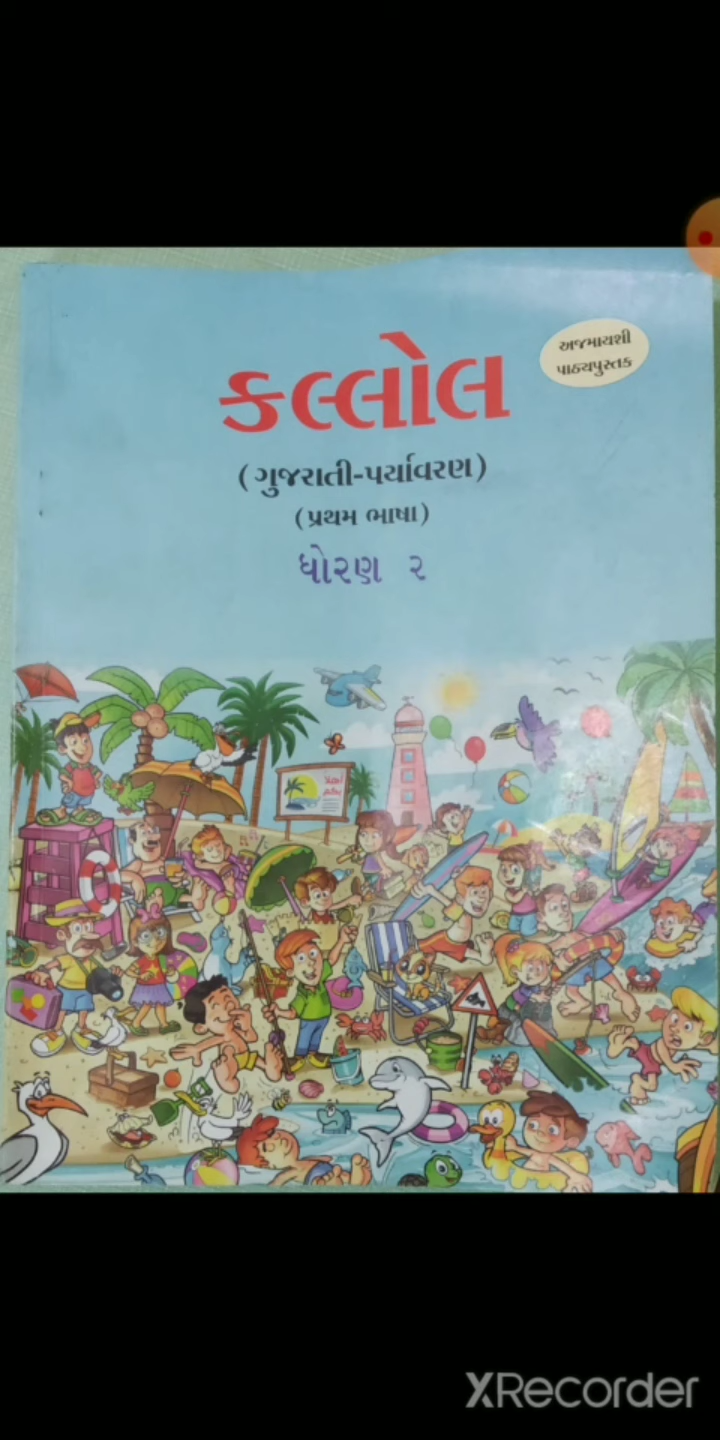 અજમાયશી
પાઠ્યપુસ્તક
કલ્લોલ
(ગુજરાતી-પર્યાવરણ)
(પ્રથમ ભાષા)
ધોરણ ૨
XRecorder